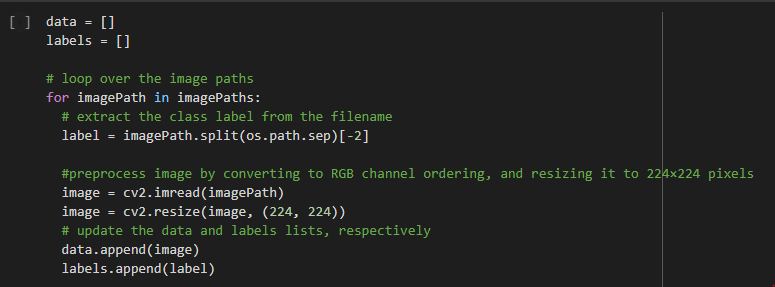 [ ] data = []
labels = []
# loop over the image paths
for imagePath in imagePaths:
# extract the class label from the filename
label = imagePath.split(os.path.sep)[-2]
#preprocess image by converting to RGB channel ordering, and resizing it to 224×224 pixels
image = cv2.imread(imagePath)
image = cv2.resize(image, (224, 224))
# update the data and labels lists, respectively
data.append(image)
labels.append(label)